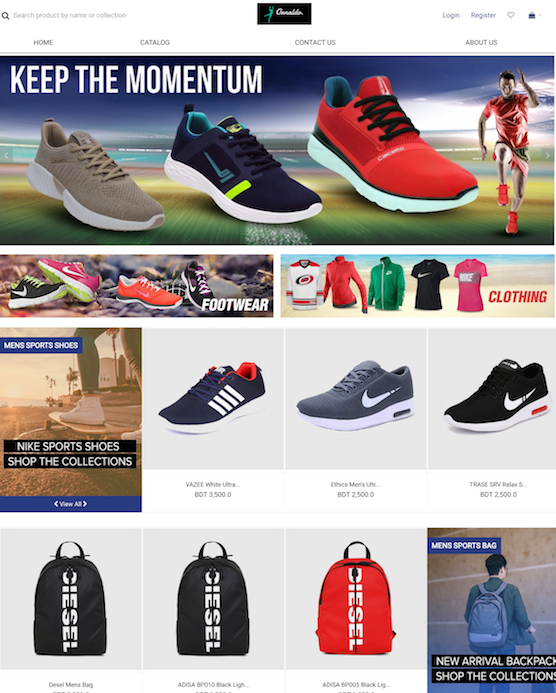 Search product by name or collection
Canaldo.
Login
Register
HOME
CATALOG
CONTACT US
ABOUT US
KEEP THE MOMENTUM
FOOTWEAR
NIKE
CLOTHING
MENS SPORTS SHOES
NIKE SPORTS SHOES
SHOP THE COLLECTIONS
View All
VAZEE White Ultra...
BDT 3,500.0
Ethics Men's Ultr...
BDT 2,500.0
TRASE SRV Relax S...
BDT 2,500.0
DIESEL
DIESEL
DIESEL
MENS SPORTS BAG
NEW ARRIVAL BACKPACK
SHOP THE COLLECTIONS
Desel Mens Bag
ADISA BP010 Black Ligh...
ADISA BP005 Black Lig...